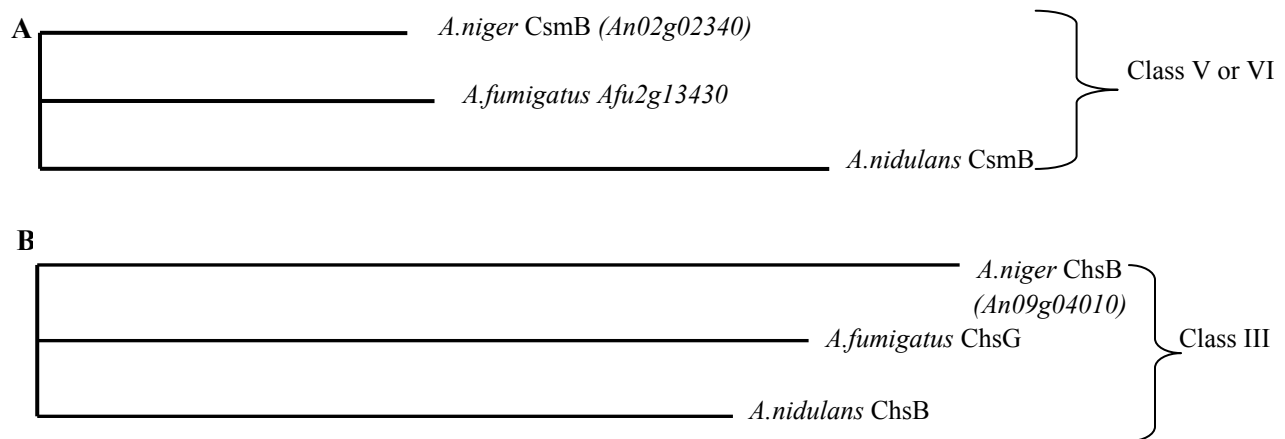 A
A.niger CsmB (An02g02340)
Class V or VI
A.fumigatus Afu2g13430
A.nidulans CsmB
B
A.niger ChsB
(An09g04010)
Class III
A.fumigatus ChsG
A.nidulans ChsB